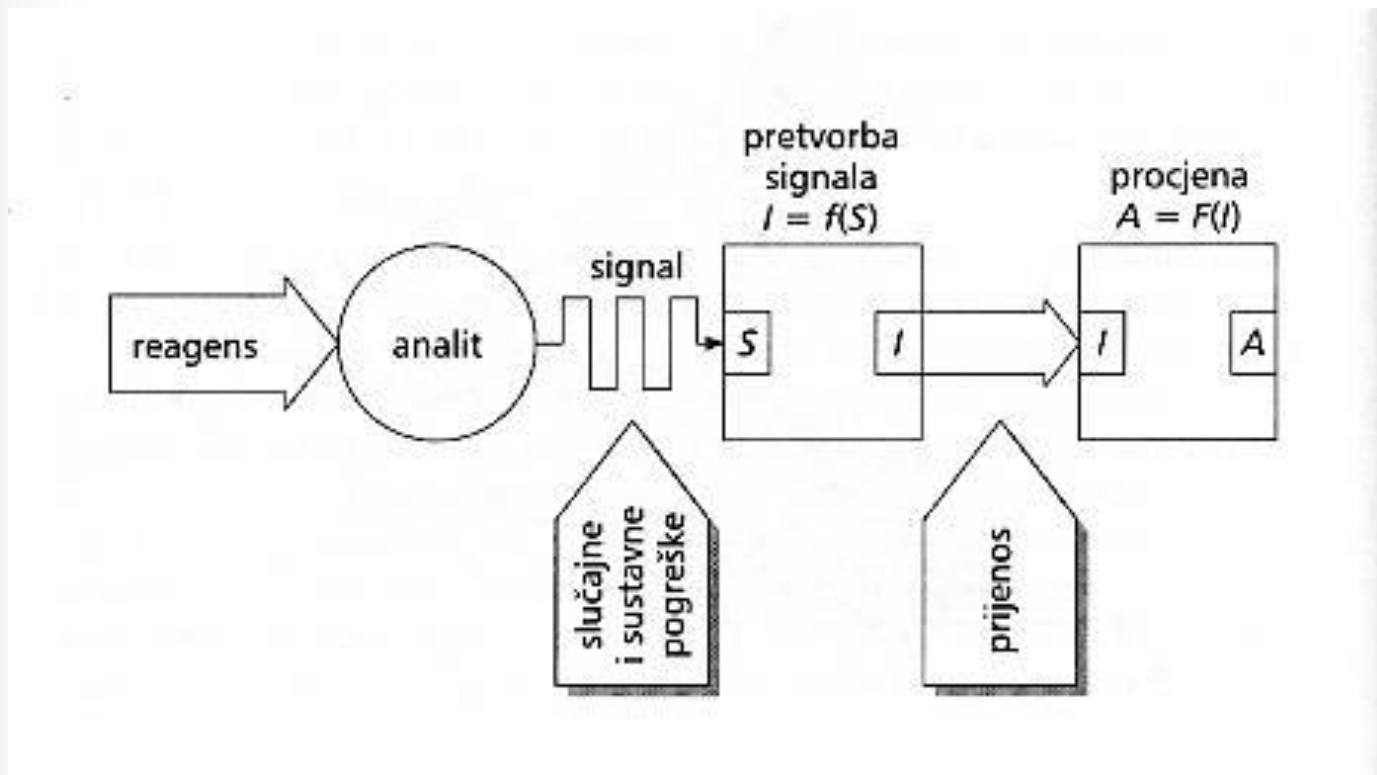 pretvorba
signala
I = f(S)
procjena
A = F(I)
signal
reagens
analit
S
I
I
A
slučajne
i sustavne
pogreške
prijenos